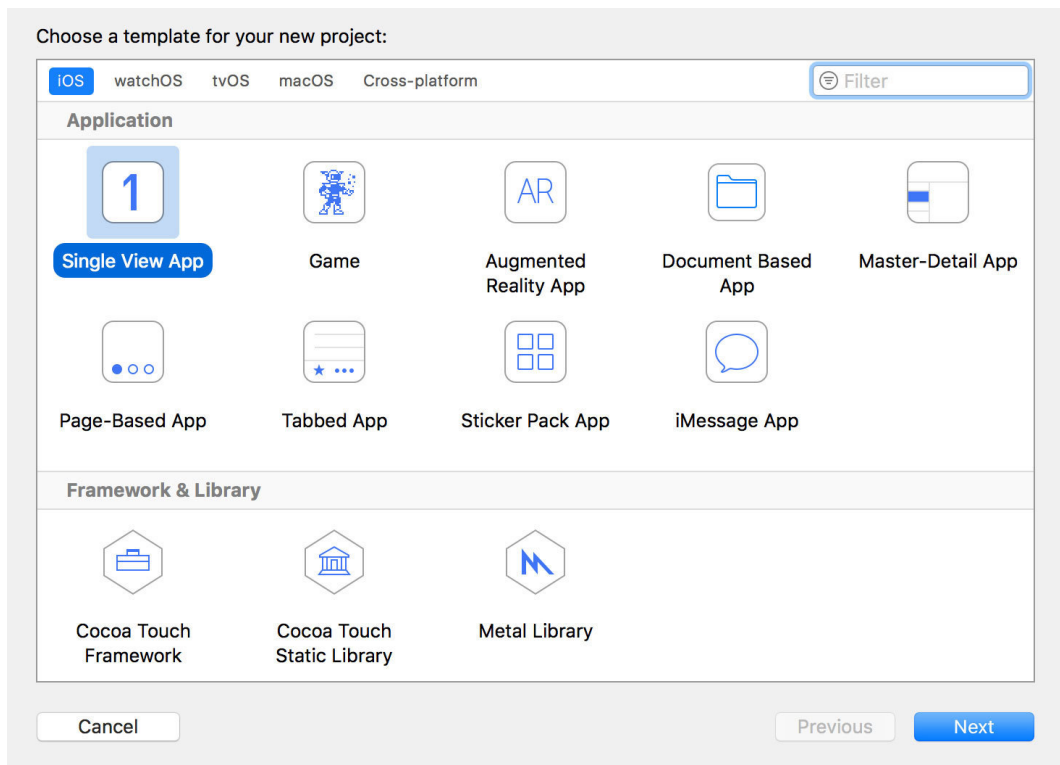 Choose a template for your new project:
iOS watchOS tvOS macOS Cross-platform Filter
Application
1 AR
Single View App Game Augmented Reality App Document Based App Master-Detail App
Page-Based App Tabbed App Sticker Pack App iMessage App
Framework & Library
Cocoa Touch Framework Cocoa Touch Static Library Metal Library
Cancel Previous Next